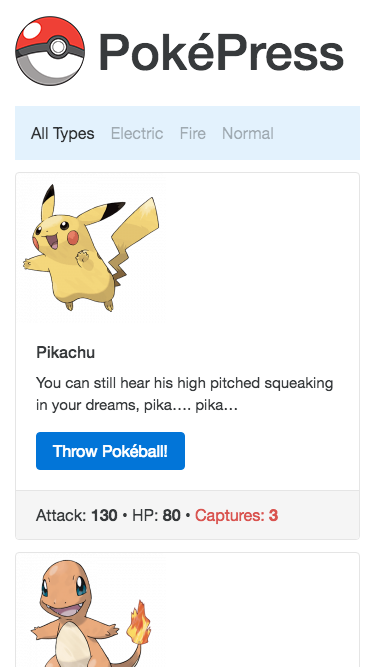 PokéPress
All Types Electric Fire Normal
Pikachu
You can still hear his high pitched squeaking
in your dreams, pika…. pika…
Throw Pokéball!
Attack: 130 • HP: 80 • Captures: 3